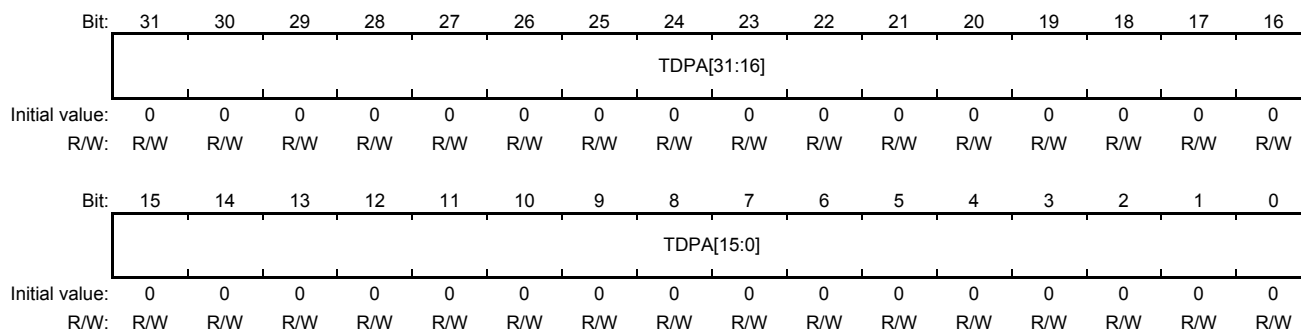 Bit: 31 30 29 28 27 26 25 24 23 22 21 20 19 18 17 16
TDPA[31:16]
Initial value: 0 0 0 0 0 0 0 0 0 0 0 0 0 0 0 0
R/W: R/W R/W R/W R/W R/W R/W R/W R/W R/W R/W R/W R/W R/W R/W R/W R/W
Bit: 15 14 13 12 11 10 9 8 7 6 5 4 3 2 1 0
TDPA[15:0]
Initial value: 0 0 0 0 0 0 0 0 0 0 0 0 0 0 0 0
R/W: R/W R/W R/W R/W R/W R/W R/W R/W R/W R/W R/W R/W R/W R/W R/W R/W